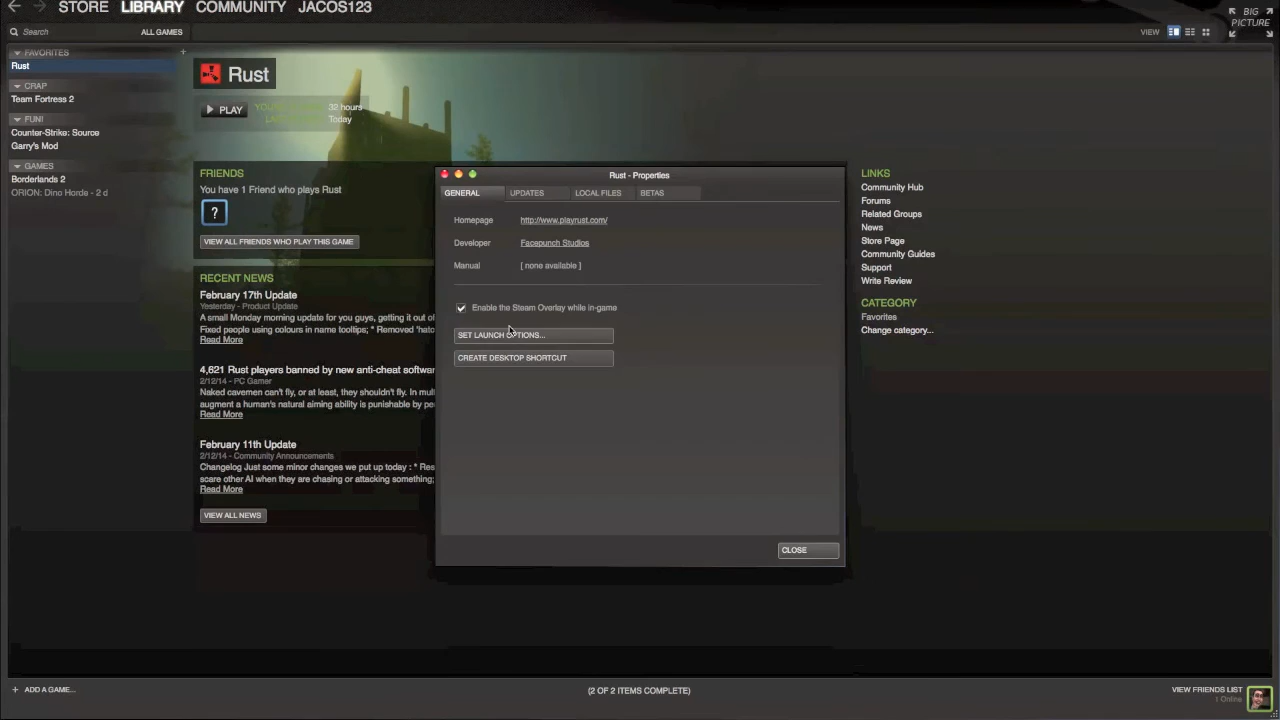 STORE LIBRARY COMMUNITY JACOS123
BIG
PICTURE
Search ALL GAMES
VIEW
FAVORITES
Rust
CRAP
Team Fortress 2
FUN!
Counter-Strike: Source
Garry's Mod
GAMES
Borderlands 2
ORION: Dino Horde - 2 d
Rust
PLAY
32 hours
Today
FRIENDS
You have 1 Friend who plays Rust
?
VIEW ALL FRIENDS WHO PLAY THIS GAME
RECENT NEWS
February 17th Update
Yesterday - Product Update
A small Monday morning update for you guys, getting it out of
Fixed people using colours in name tooltips; * Removed 'hato
Read More
4,621 Rust players banned by new anti-cheat softwar
2/12/14 - PC Gamer
Naked cavemen can't fly, or at least, they shouldn't fly. In mult
augment a human's natural aiming ability is punishable by pe
Read More
February 11th Update
2/12/14 - Community Announcements
Changelog Just some minor changes we put up today : * Res
scare other AI when they are chasing or attacking something;
Read More
VIEW ALL NEWS
Rust - Properties
GENERAL UPDATES LOCAL FILES BETAS
Homepage http://www.playrust.com/
Developer Facepunch Studios
Manual [ none available ]
Enable the Steam Overlay while in-game
SET LAUNCH OPTIONS...
CREATE DESKTOP SHORTCUT
CLOSE
LINKS
Community Hub
Forums
Related Groups
News
Store Page
Community Guides
Support
Write Review
CATEGORY
Favorites
Change category...
+ ADD A GAME...
(2 OF 2 ITEMS COMPLETE)
VIEW FRIENDS LIST
1 Online